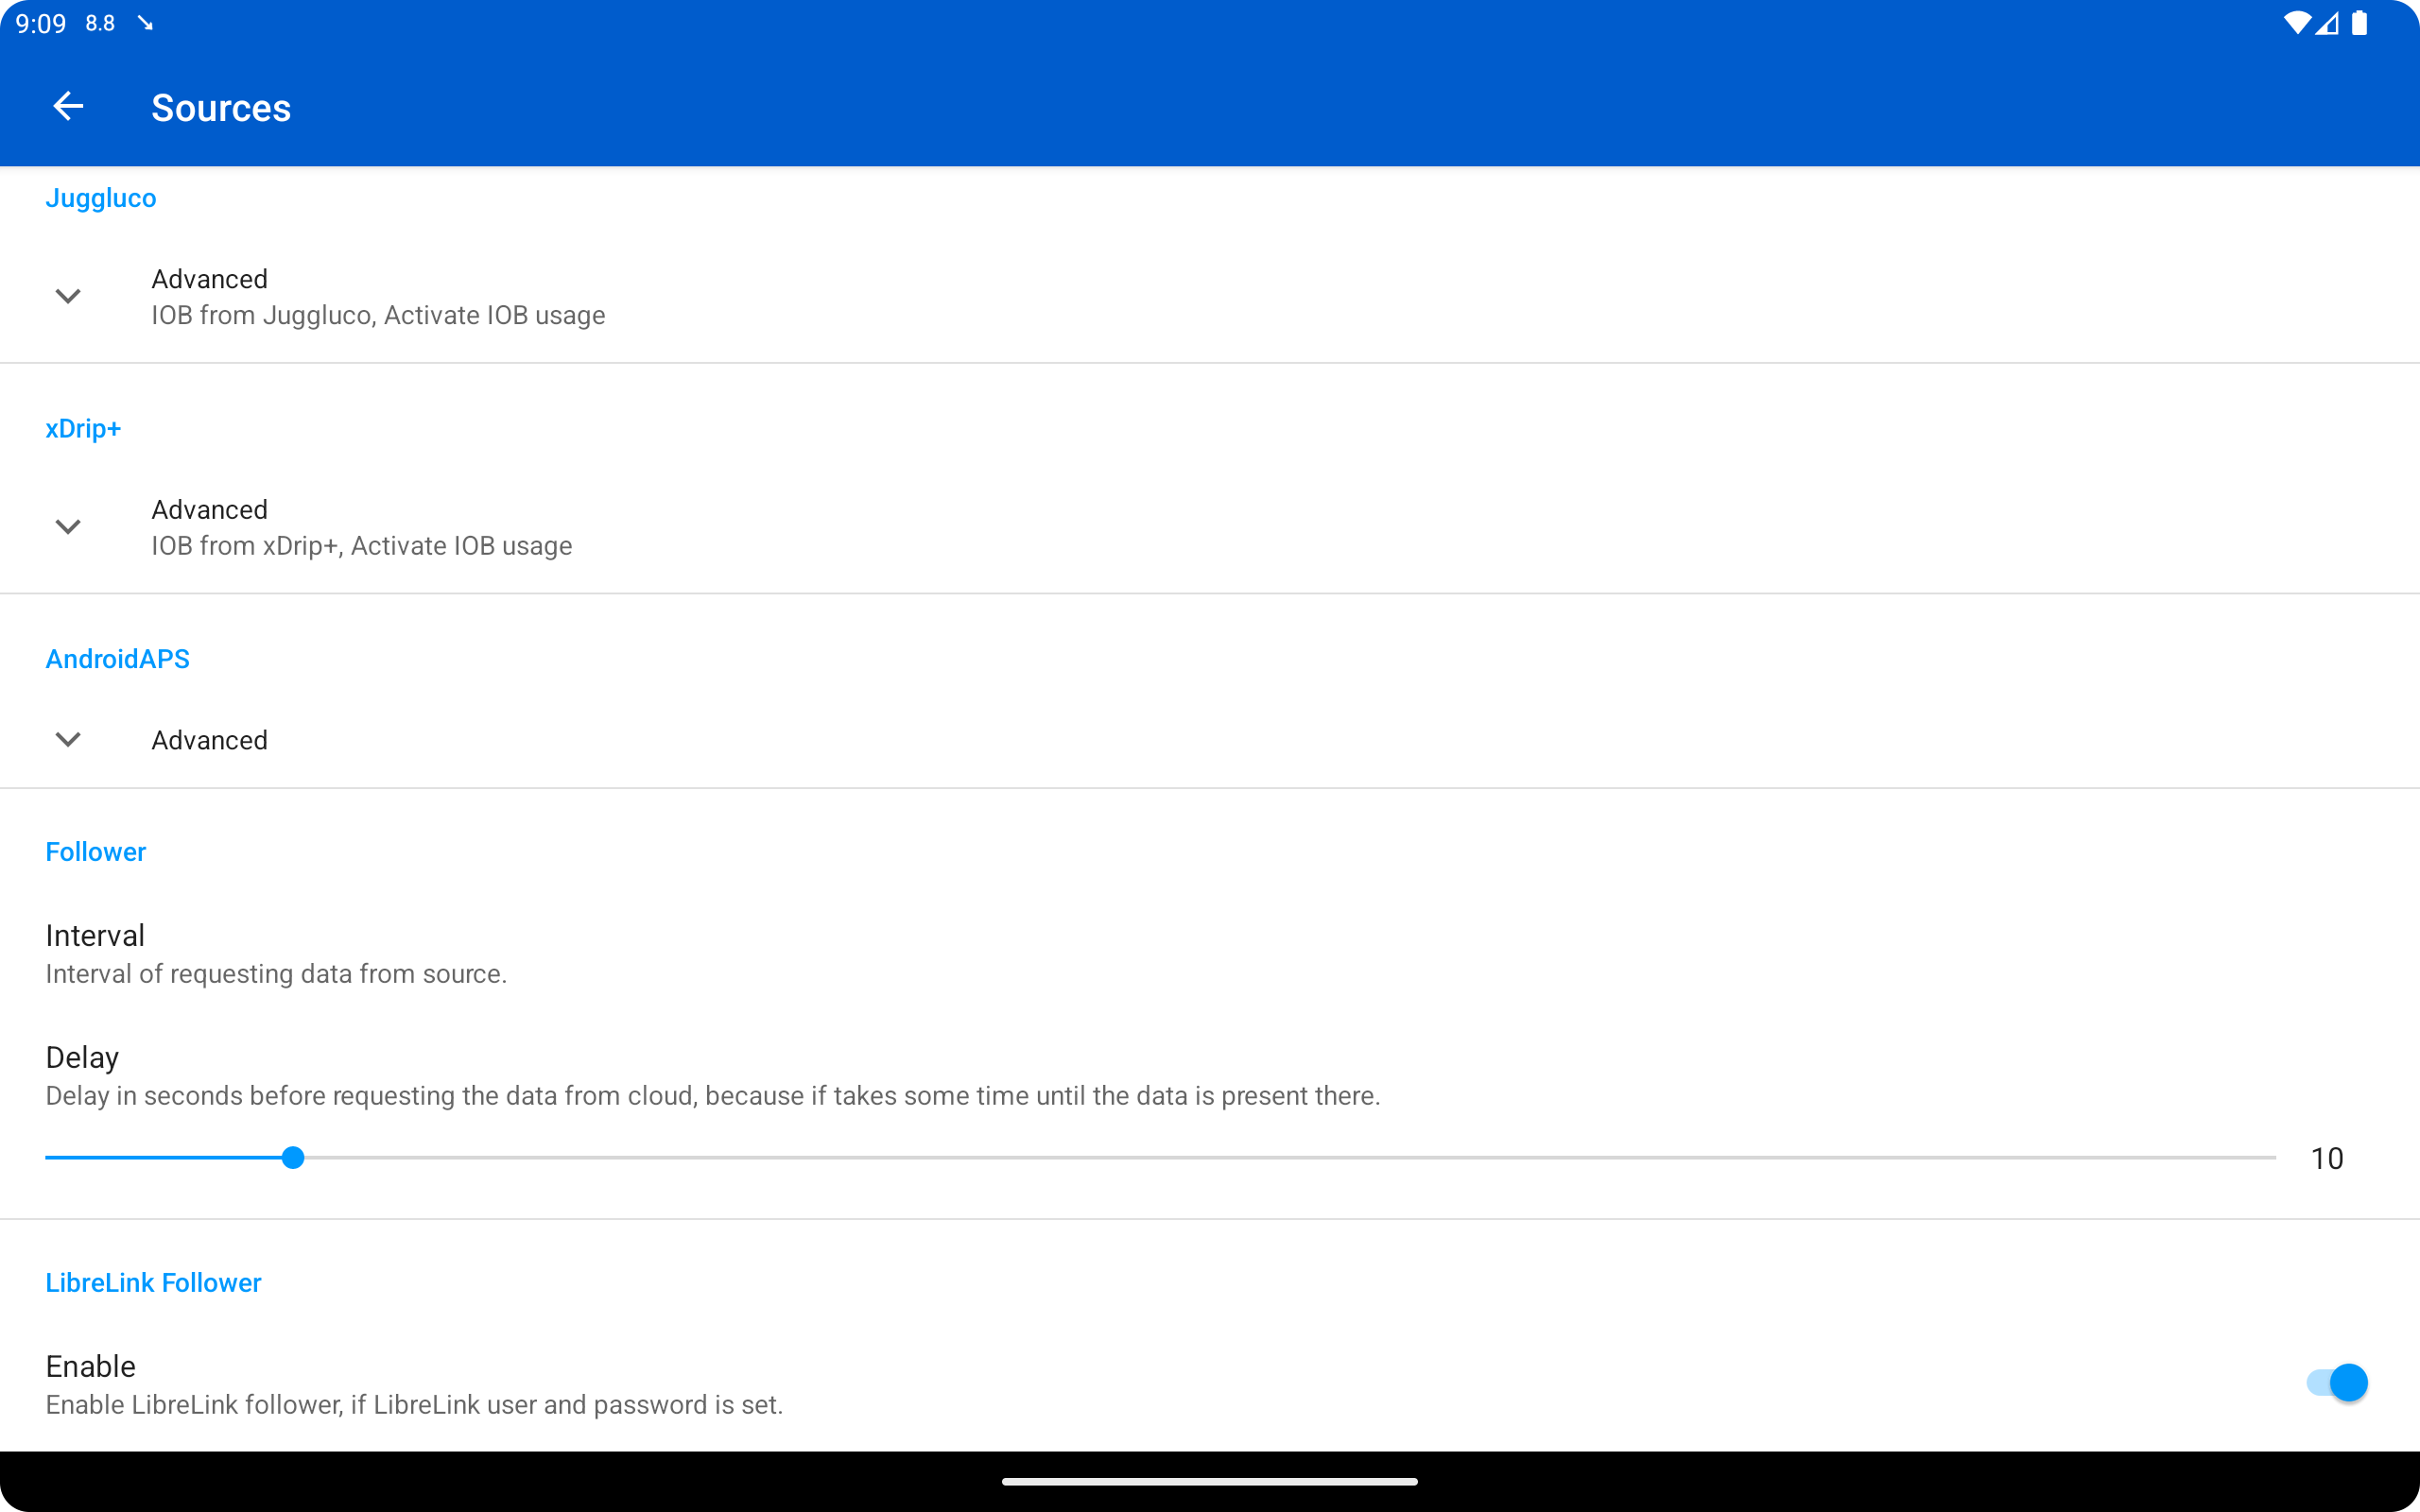 9:09 8.8 ↘
Sources
Juggluco
Advanced
IOB from Juggluco, Activate IOB usage
xDrip+
Advanced
IOB from xDrip+, Activate IOB usage
AndroidAPS
Advanced
Follower
Interval
Interval of requesting data from source.
Delay
Delay in seconds before requesting the data from cloud, because if takes some time until the data is present there.
10
LibreLink Follower
Enable
Enable LibreLink follower, if LibreLink user and password is set.